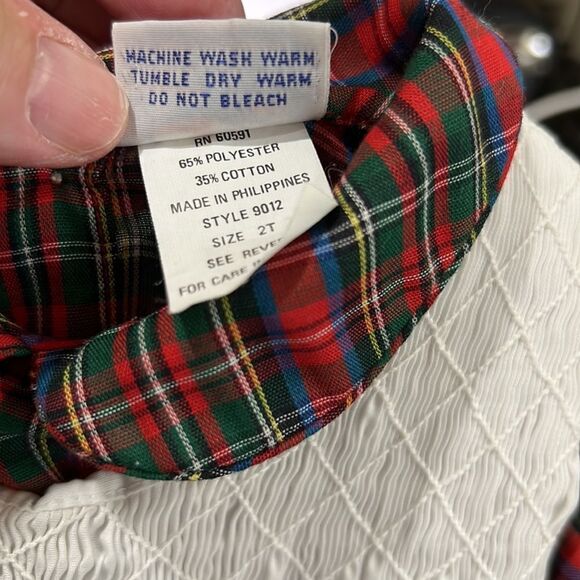 MACHINE WASH WARM
TUMBLE DRY WARM
DO NOT BLEACH
RN 60591
65% POLYESTER
35% COTTON
MADE IN PHILIPPINES
STYLE 9012
SIZE 2T
SEE
FOR CARE